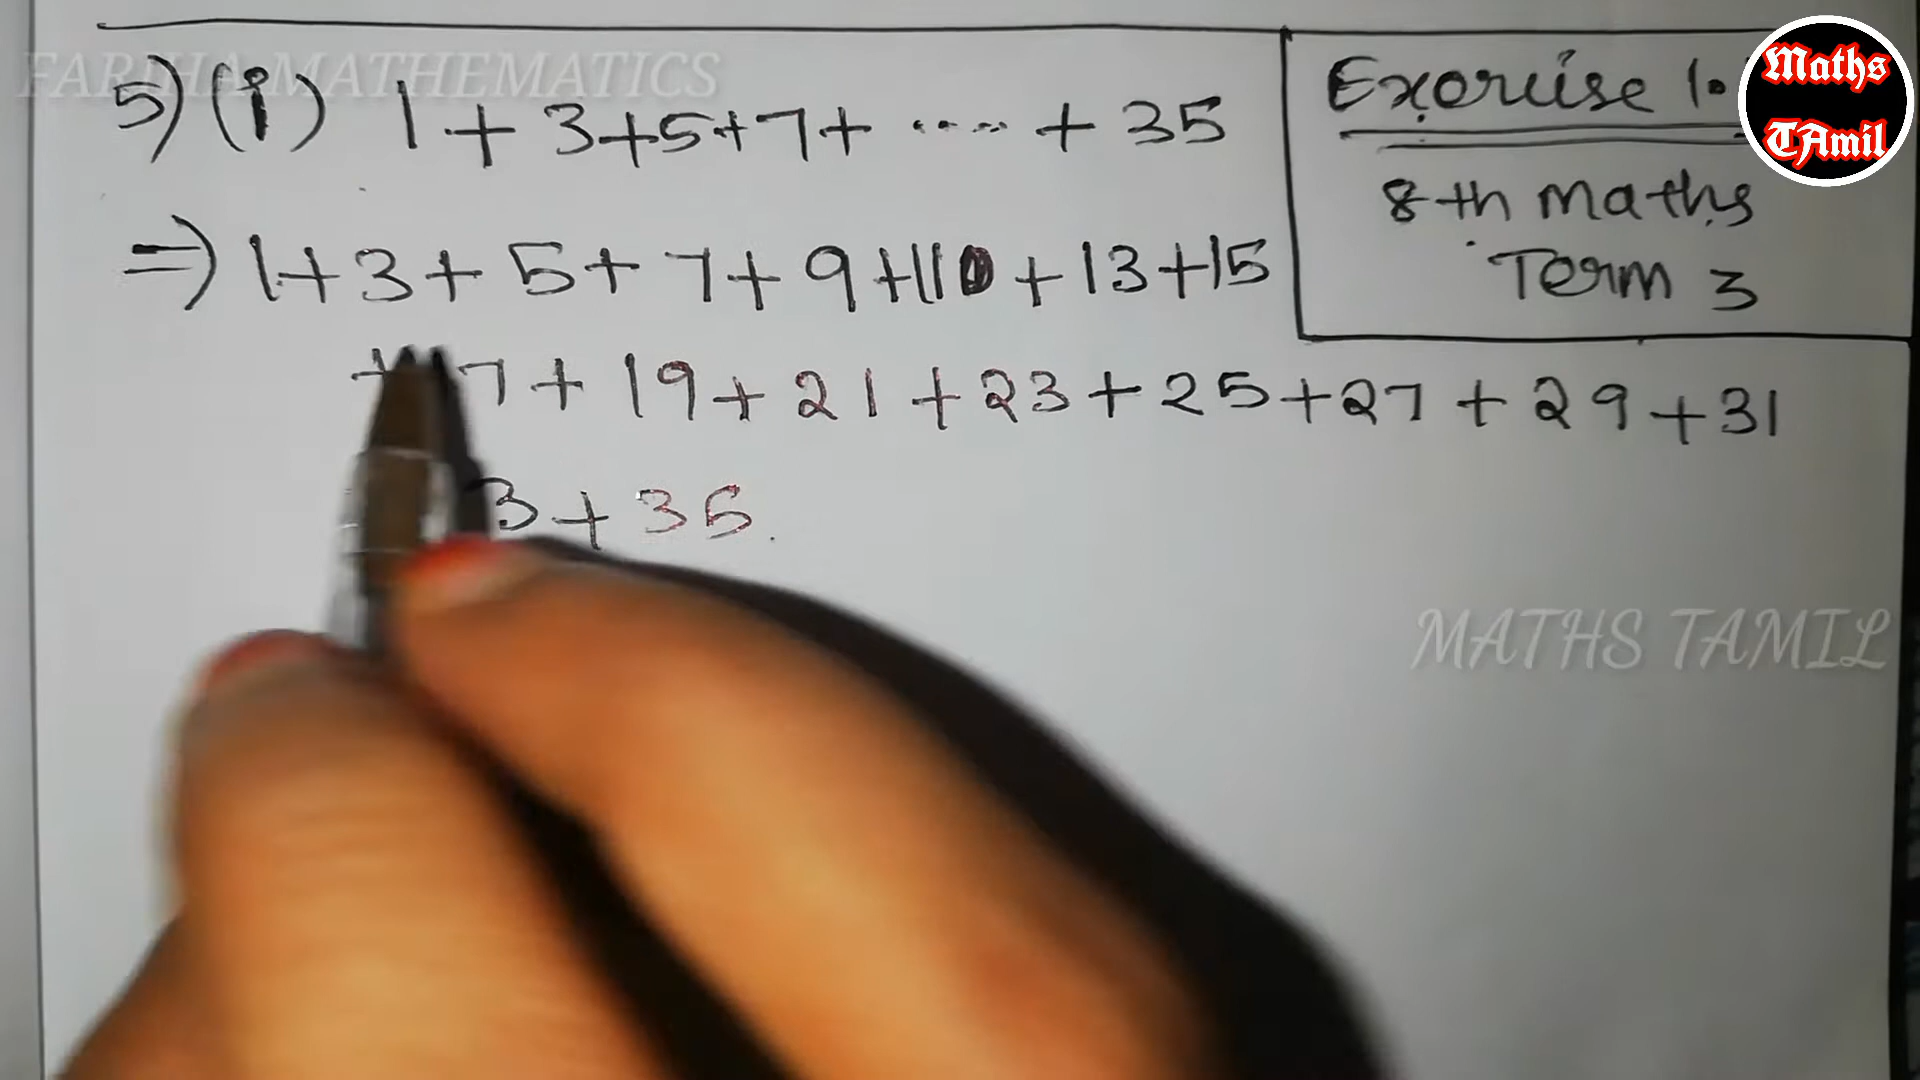 FARIHA MATHEMATICS
5) (i) 1 + 3 + 5 + 7 + .... + 35
⇒ 1 + 3 + 5 + 7 + 9 + 11 + 13 + 15
+ 7 + 19 + 21 + 23 + 25 + 27 + 29 + 31
3 + 35.
Exercise 1.
8th maths
Term 3
Maths
TAmil
MATHS TAMIL